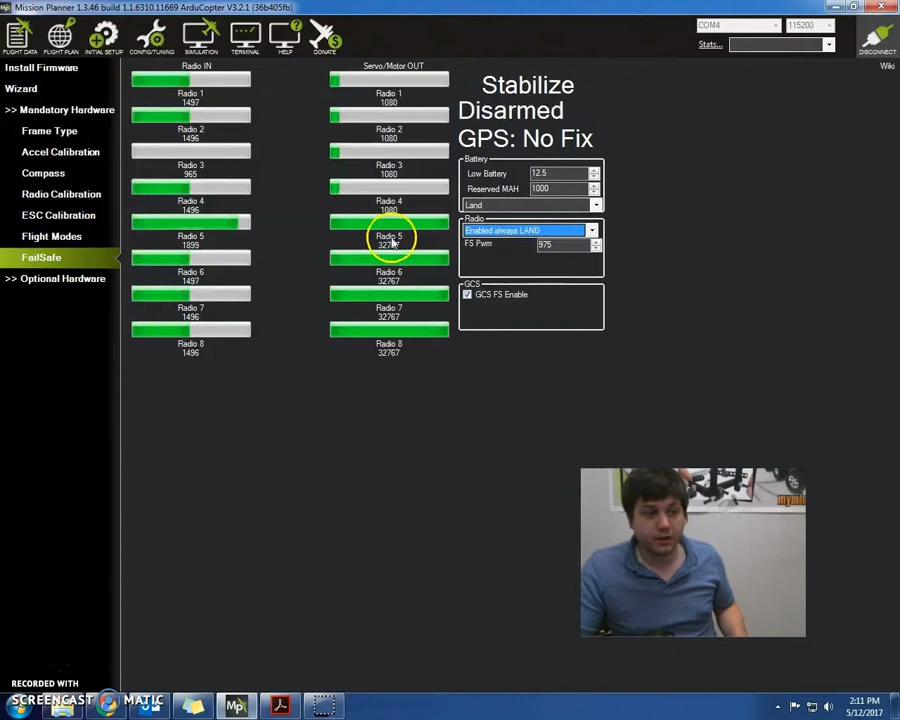 Mission Planner 1.3.46 build 1.1.6310.11669 ArduCopter V3.2.1 (36b405fb)
FLIGHT DATA
FLIGHT PLAN
INITIAL SETUP
CONFIG/TUNING
SIMULATION
TERMINAL
HELP
DONATE
COM4
115200
Stats...
DISCONNECT
Install Firmware
Wizard
>> Mandatory Hardware
Frame Type
Accel Calibration
Compass
Radio Calibration
ESC Calibration
Flight Modes
FailSafe
>> Optional Hardware
Radio IN
Radio 1
1497
Radio 2
1496
Radio 3
965
Radio 4
1496
Radio 5
1899
Radio 6
1497
Radio 7
1496
Radio 8
1496
Servo/Motor OUT
Radio 1
1080
Radio 2
1080
Radio 3
1080
Radio 4
1080
Radio 5
Radio 6
32767
Radio 7
32767
Radio 8
32767
Wiki
Stabilize
Disarmed
GPS: No Fix
Battery
Low Battery 12.5
Reserved MAH 1000
Land
Radio
Enabled always LAND
FS Pwm 975
GCS
GCS FS Enable
RECORDED WITH
SCREENCAST MATIC
Mp
2:11 PM
5/12/2017